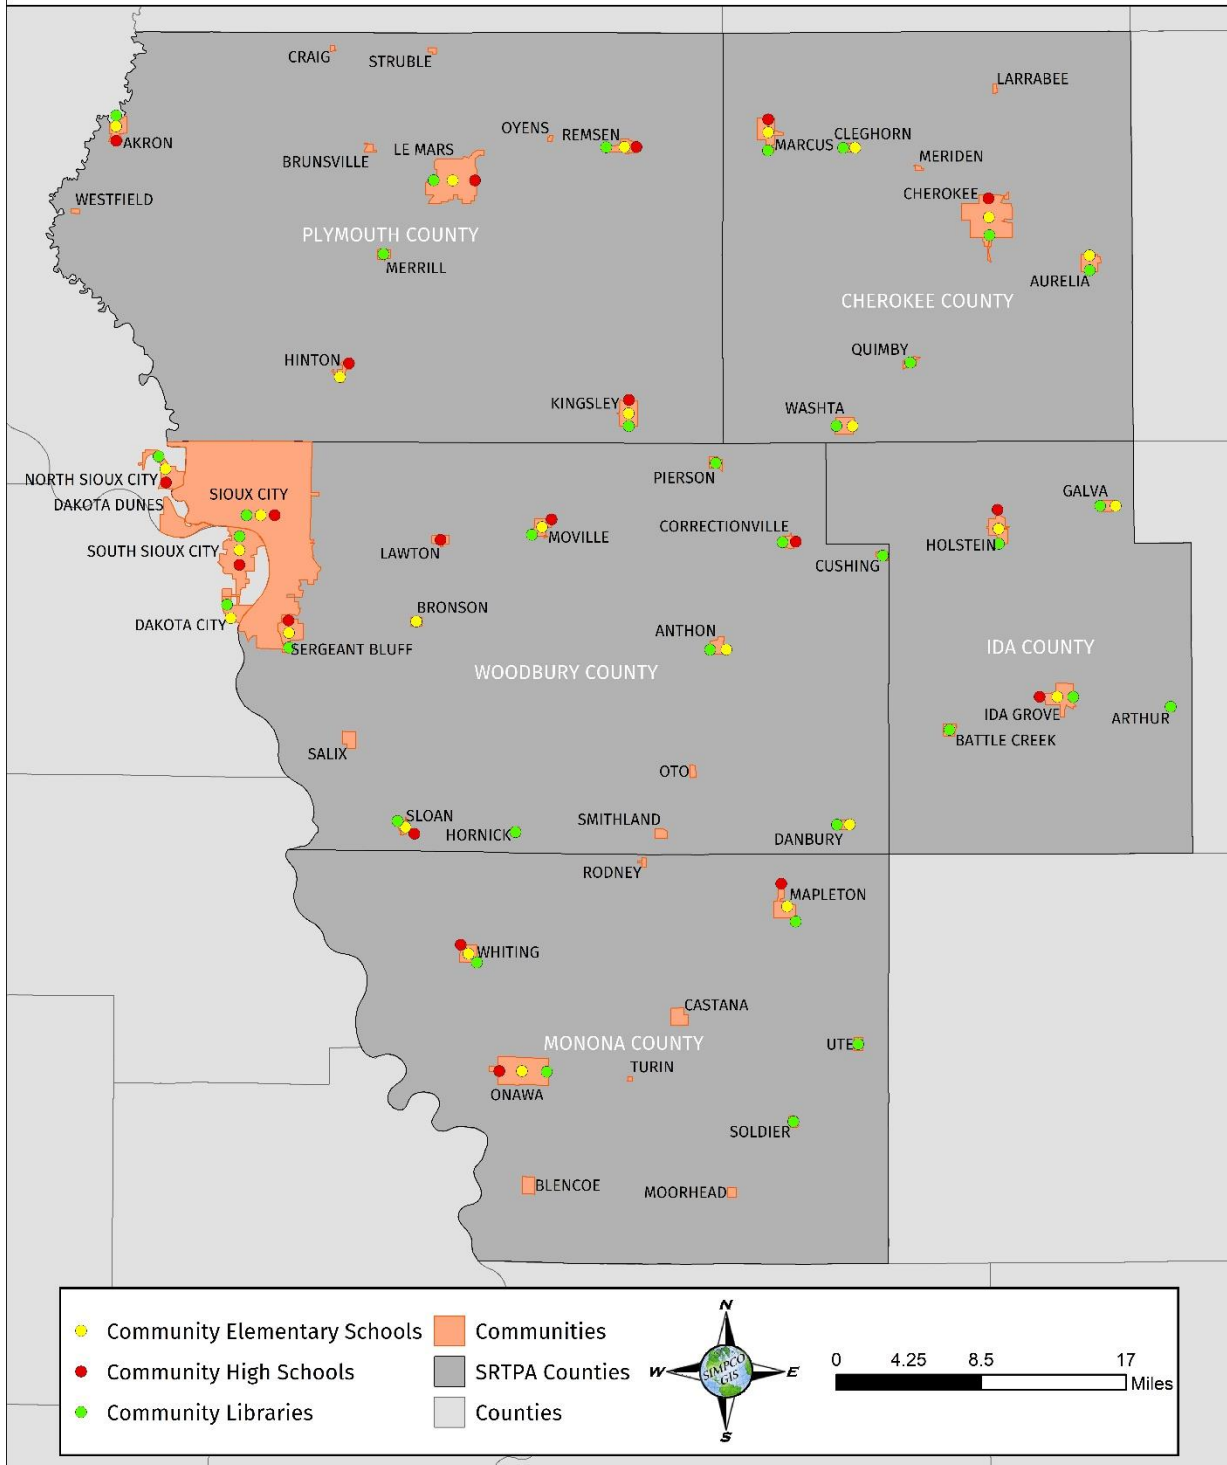 CRAIG
STRUBLE
LARRABEE
AKRON
OYENS
REMSEN
MARCUS
CLEGHORN
BRUNSVILLE
LE MARS
MERIDEN
WESTFIELD
CHEROKEE
PLYMOUTH COUNTY
MERRILL
AURELIA
CHEROKEE COUNTY
HINTON
QUIMBY
KINGSLEY
WASHTA
NORTH SIOUX CITY
PIERSON
DAKOTA DUNES
SIOUX CITY
GALVA
CORRECTIONVILLE
SOUTH SIOUX CITY
LAWTON
MOVILLE
HOLSTEIN
CUSHING
BRONSON
DAKOTA CITY
ANTHON
SERGEANT BLUFF
IDA COUNTY
WOODBURY COUNTY
IDA GROVE
ARTHUR
BATTLE CREEK
SALIX
OTO
SLOAN
SMITHLAND
HORNICK
DANBURY
RODNEY
MAPLETON
WHITING
CASTANA
MONONA COUNTY
UTE
TURIN
ONAWA
SOLDIER
BLENCOE
MOORHEAD
Community Elementary Schools
Community High Schools
Community Libraries
Communities
SRTPA Counties
Counties
N
W
E
S
SIMPCO
GIS
0 4.25 8.5 17
Miles